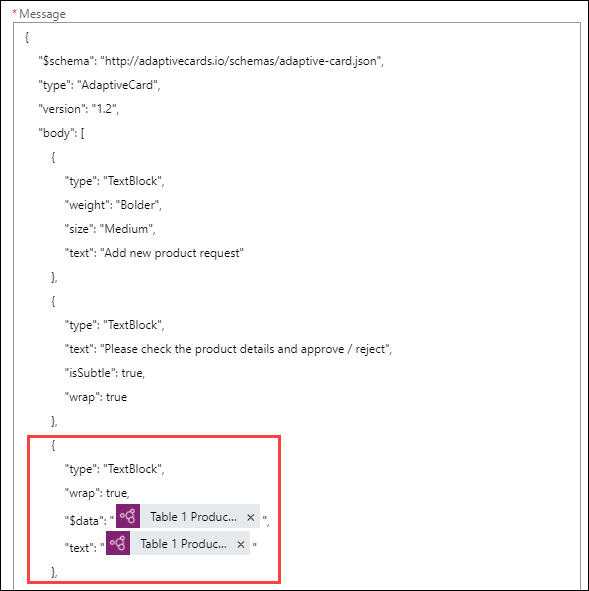 * Message
{
"$schema": "http://adaptivecards.io/schemas/adaptive-card.json",
"type": "AdaptiveCard",
"version": "1.2",
"body": [
{
"type": "TextBlock",
"weight": "Bolder",
"size": "Medium",
"text": "Add new product request"
},
{
"type": "TextBlock",
"text": "Please check the product details and approve / reject",
"isSubtle": true,
"wrap": true
},
{
"type": "TextBlock",
"wrap": true,
"$data": " Table 1 Produc... × ",
"text": " Table 1 Produc... × "
},